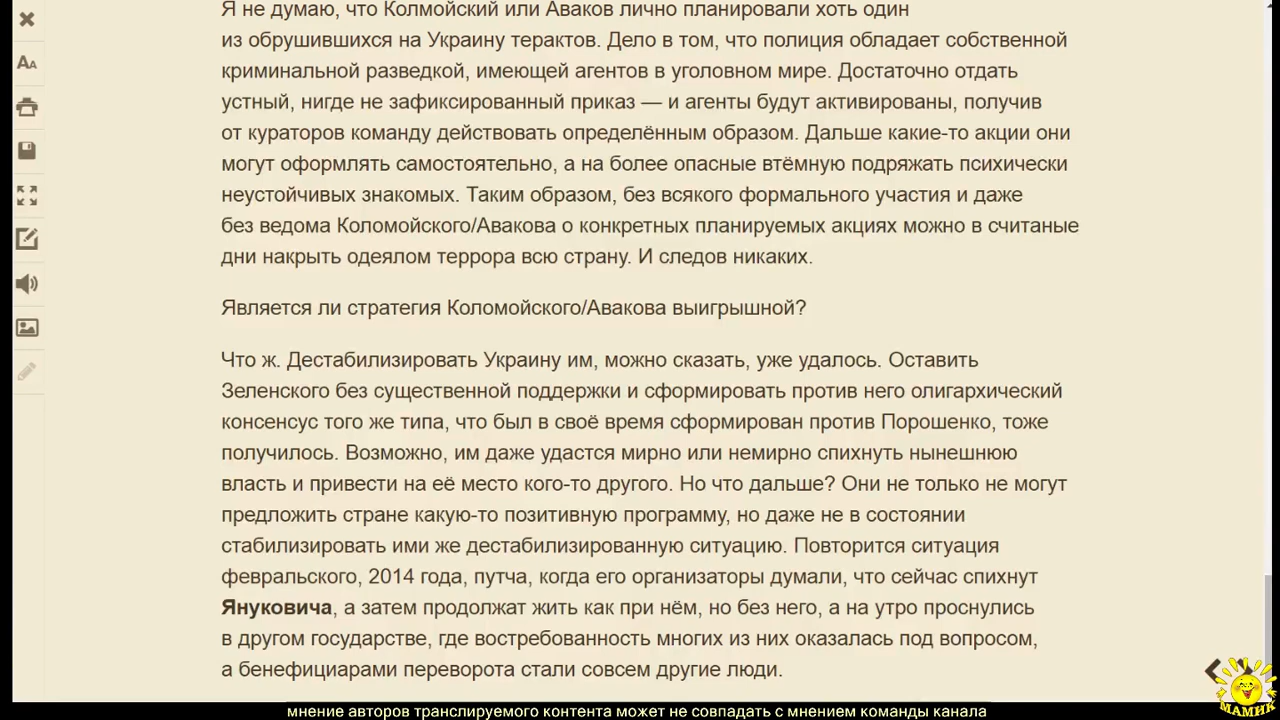 Я не думаю, что Колмойский или Аваков лично планировали хоть один
из обрушившихся на Украину терактов. Дело в том, что полиция обладает собственной
криминальной разведкой, имеющей агентов в уголовном мире. Достаточно отдать
устный, нигде не зафиксированный приказ — и агенты будут активированы, получив
от кураторов команду действовать определённым образом. Дальше какие-то акции они
могут оформлять самостоятельно, а на более опасные втёмную подряжать психически
неустойчивых знакомых. Таким образом, без всякого формального участия и даже
без ведома Коломойского/Авакова о конкретных планируемых акциях можно в считаные
дни накрыть одеялом террора всю страну. И следов никаких.
Является ли стратегия Коломойского/Авакова выигрышной?
Что ж. Дестабилизировать Украину им, можно сказать, уже удалось. Оставить
Зеленского без существенной поддержки и сформировать против него олигархический
консенсус того же типа, что был в своё время сформирован против Порошенко, тоже
получилось. Возможно, им даже удастся мирно или немирно спихнуть нынешнюю
власть и привести на её место кого-то другого. Но что дальше? Они не только не могут
предложить стране какую-то позитивную программу, но даже не в состоянии
стабилизировать ими же дестабилизированную ситуацию. Повторится ситуация
февральского, 2014 года, путча, когда его организаторы думали, что сейчас спихнут
Януковича, а затем продолжат жить как при нём, но без него, а на утро проснулись
в другом государстве, где востребованность многих из них оказалась под вопросом,
а бенефициарами переворота стали совсем другие люди.
AA
МАМИК
мнение авторов транслируемого контента может не совпадать с мнением команды канала